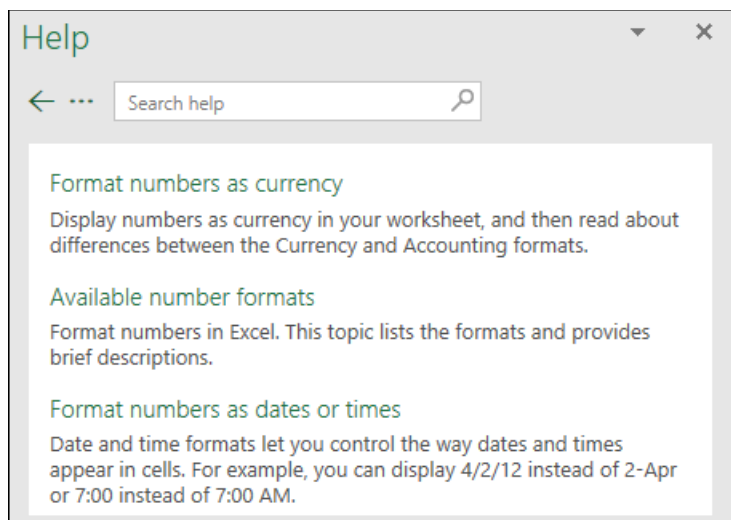 Help
Search help
Format numbers as currency
Display numbers as currency in your worksheet, and then read about
differences between the Currency and Accounting formats.
Available number formats
Format numbers in Excel. This topic lists the formats and provides
brief descriptions.
Format numbers as dates or times
Date and time formats let you control the way dates and times
appear in cells. For example, you can display 4/2/12 instead of 2-Apr
or 7:00 instead of 7:00 AM.